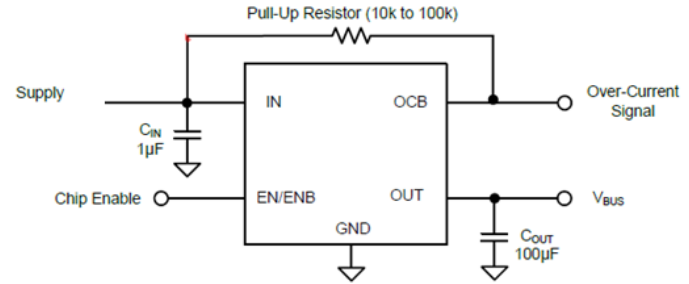 Pull-Up Resistor (10k to 100k)
Supply
IN
OCB
Over-Current
Signal
CIN
1µF
Chip Enable
EN/ENB
OUT
VBUS
GND
COUT
100µF